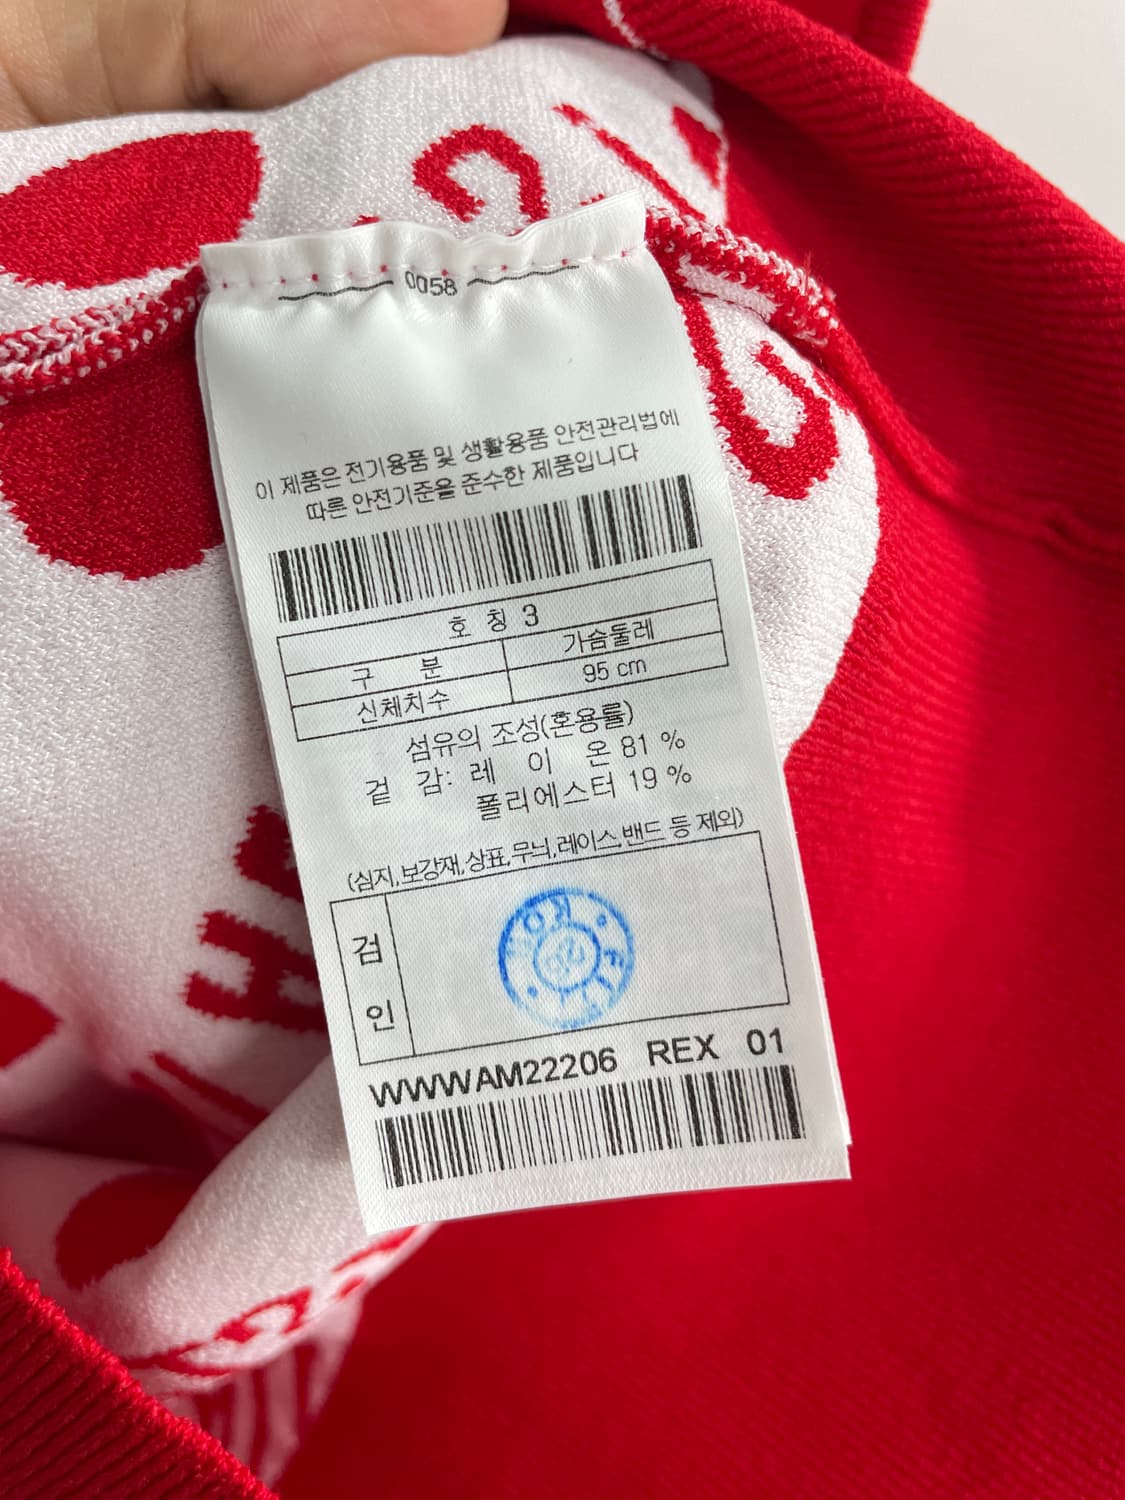 0058
이 제품은 전기용품 및 생활용품 안전관리법에
따른 안전기준을 준수한 제품입니다
호 칭 3
구 분 가슴둘레
신체치수 95 cm
섬유의 조성(혼용률)
겉 감: 레 이 온 81 %
폴리에스터 19 %
(심지,보강재,상표,무늬,레이스,밴드 등 제외)
검
인
WWWAM22206 REX 01